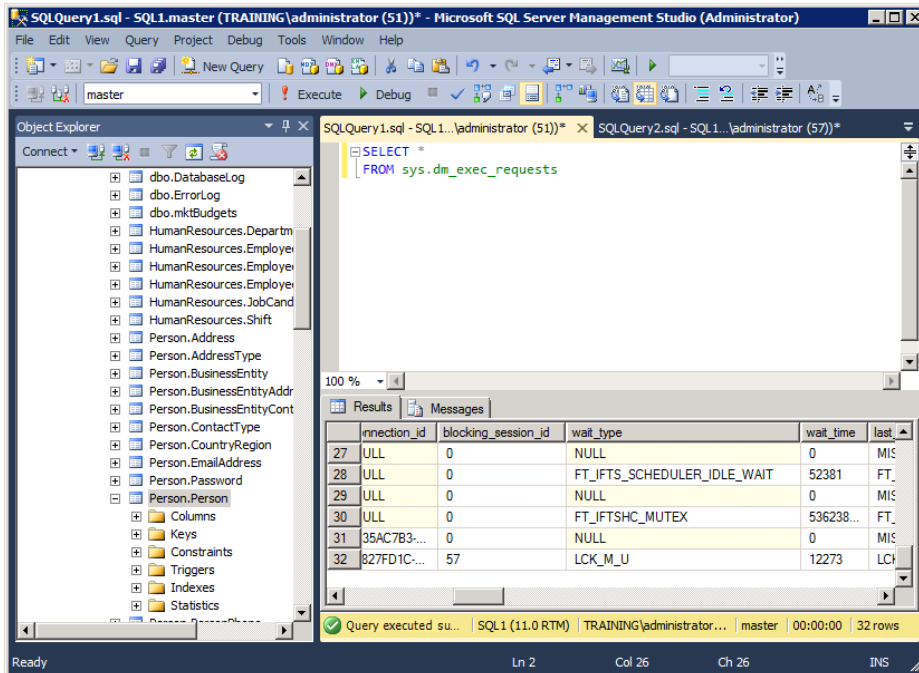 SQLQuery1.sql - SQL1.master (TRAINING\administrator (51))* - Microsoft SQL Server Management Studio (Administrator)
File Edit View Query Project Debug Tools Window Help
New Query
master Execute Debug
Object Explorer
Connect
dbo.DatabaseLog
dbo.ErrorLog
dbo.mktBudgets
HumanResources.Departm
HumanResources.Employe
HumanResources.Employe
HumanResources.Employe
HumanResources.JobCand
HumanResources.Shift
Person.Address
Person.AddressType
Person.BusinessEntity
Person.BusinessEntityAddr
Person.BusinessEntityCont
Person.ContactType
Person.CountryRegion
Person.EmailAddress
Person.Password
Person.Person
Columns
Keys
Constraints
Triggers
Indexes
Statistics
SQLQuery1.sql - SQL1...\administrator (51))* SQLQuery2.sql - SQL1...\administrator (57))*
SELECT *
FROM sys.dm_exec_requests
100 %
Results Messages
nnection_id blocking_session_id wait_type wait_time last_
27 ULL 0 NULL 0 MIS
28 ULL 0 FT_IFTS_SCHEDULER_IDLE_WAIT 52381 FT_
29 ULL 0 NULL 0 MIS
30 ULL 0 FT_IFTSHC_MUTEX 536238... FT_
31 35AC7B3-... 0 NULL 0 MIS
32 827FD1C-... 57 LCK_M_U 12273 LCK
Query executed su... SQL1 (11.0 RTM) TRAINING\administrator... master 00:00:00 32 rows
Ready Ln 2 Col 26 Ch 26 INS